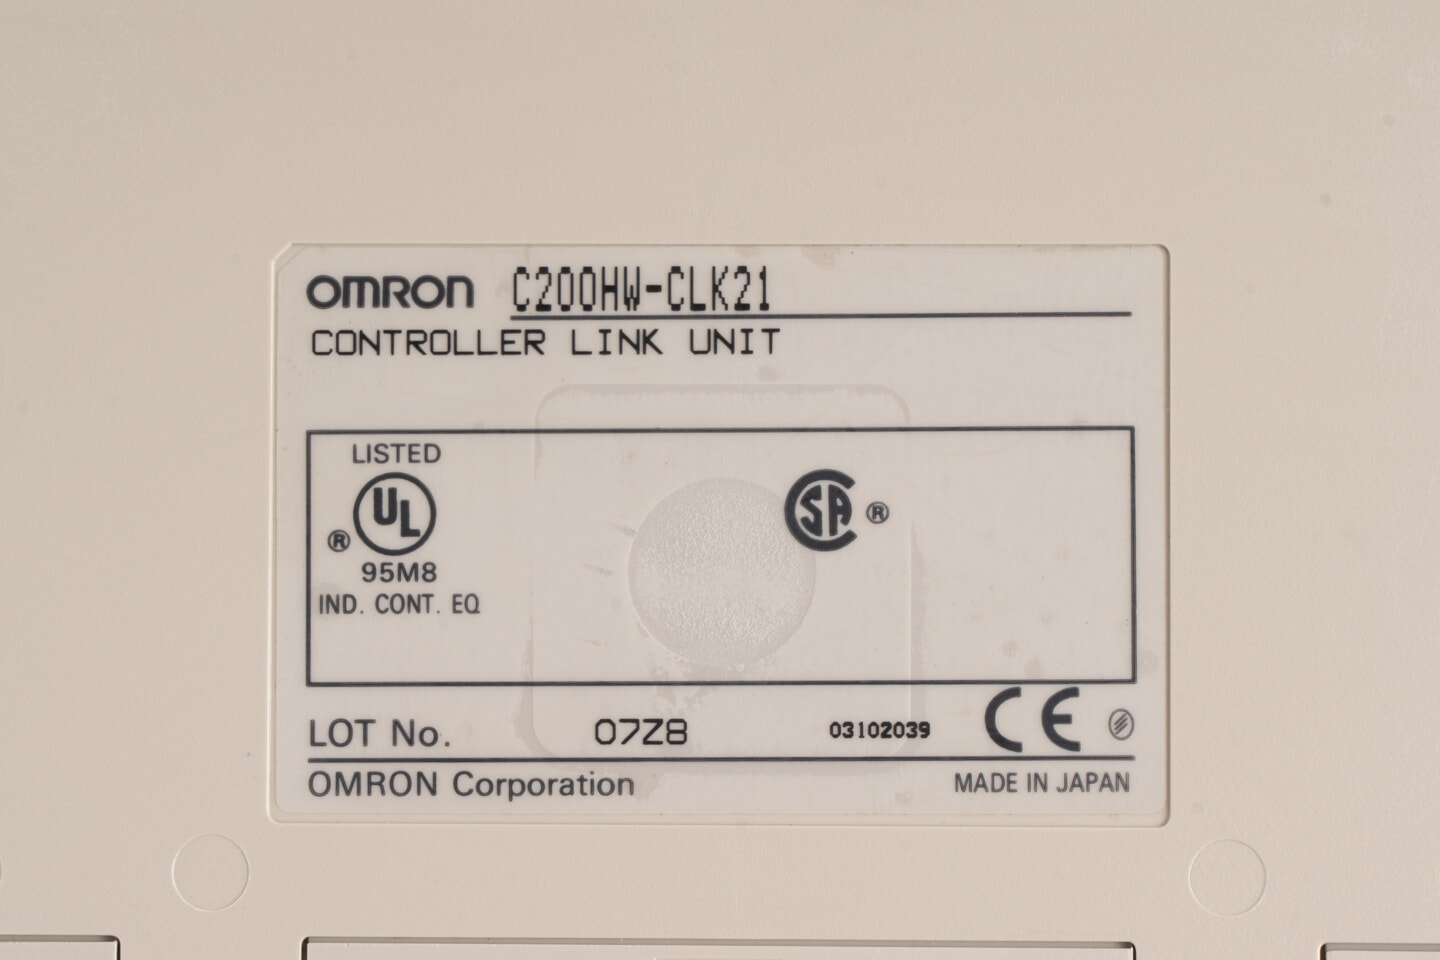 OMRON C200HW-CLK21
CONTROLLER LINK UNIT
LISTED
UL
®
95M8
IND. CONT. EQ
CSA ®
LOT No. 07Z8 03102039 CE
OMRON Corporation MADE IN JAPAN